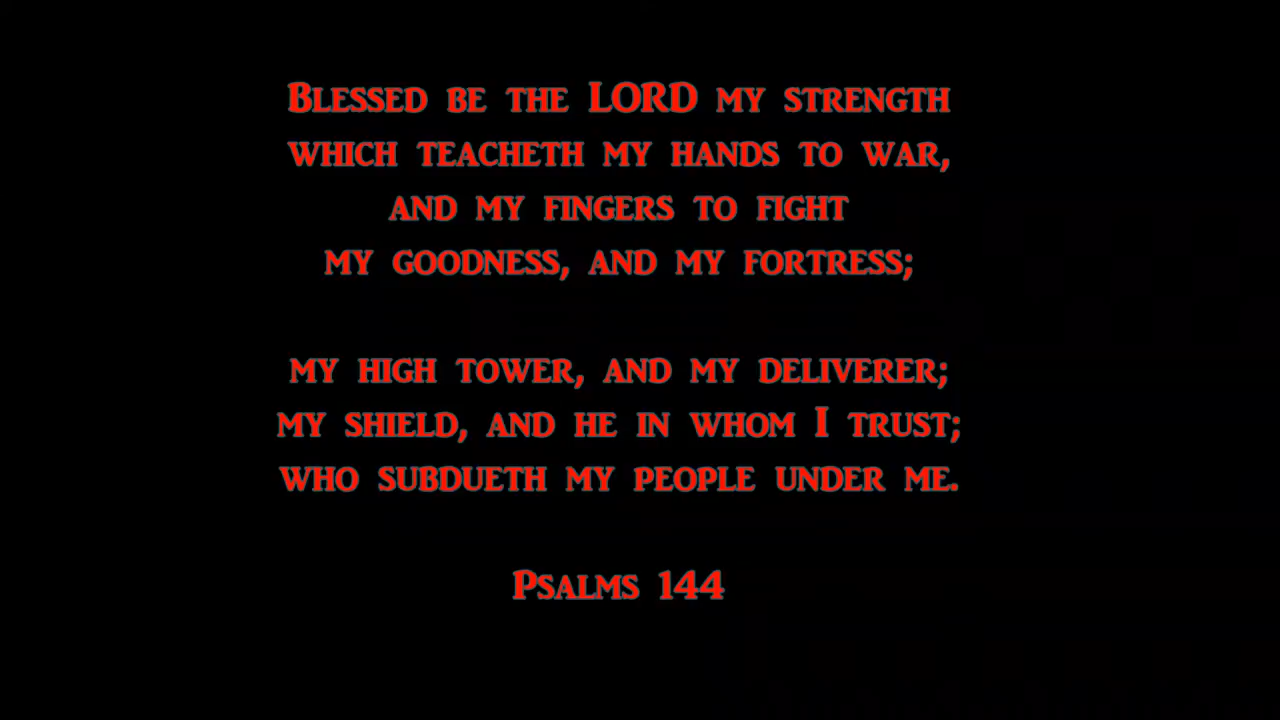 Blessed be the LORD my strength
which teacheth my hands to war,
and my fingers to fight
my goodness, and my fortress;
my high tower, and my deliverer;
my shield, and he in whom I trust;
who subdueth my people under me.
Psalms 144